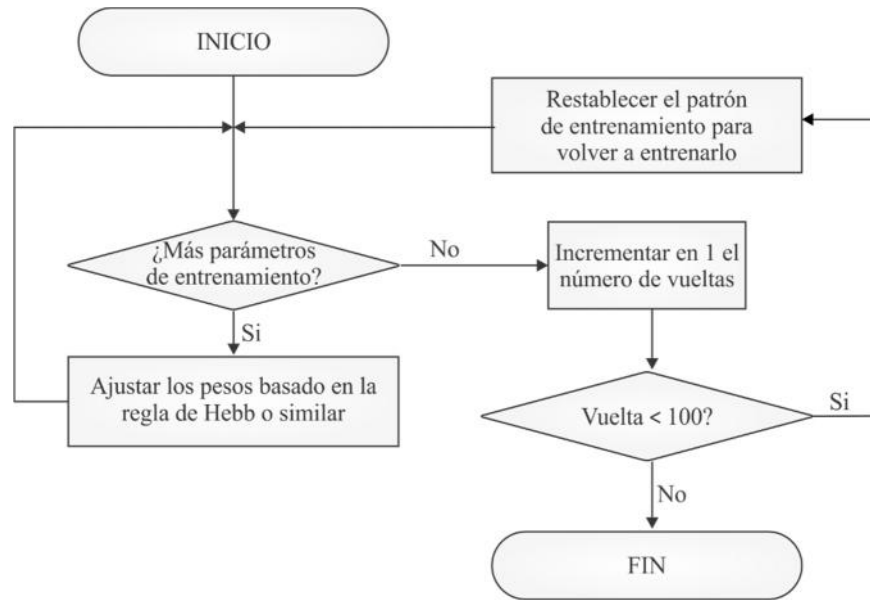 INICIO
Restablecer el patrón
de entrenamiento para
volver a entrenarlo
¿Más parámetros
de entrenamiento?
No
Incrementar en 1 el
número de vueltas
Si
Ajustar los pesos basado en la
regla de Hebb o similar
Vuelta < 100?
Si
No
FIN